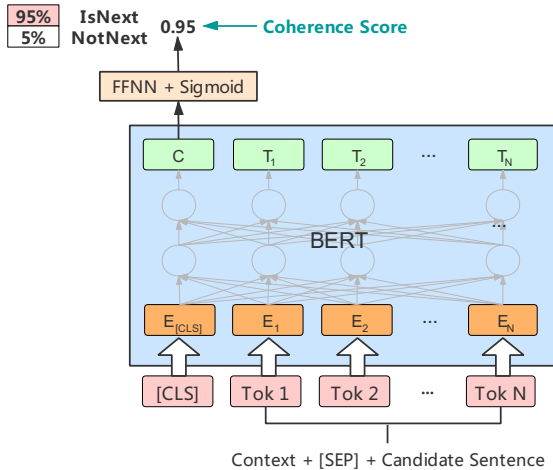 95% IsNext
5% NotNext
0.95
Coherence Score
FFNN + Sigmoid
C T1 T2 ... TN
...
BERT
E[CLS] E1 E2 ... EN
[CLS] Tok 1 Tok 2 ... Tok N
Context + [SEP] + Candidate Sentence